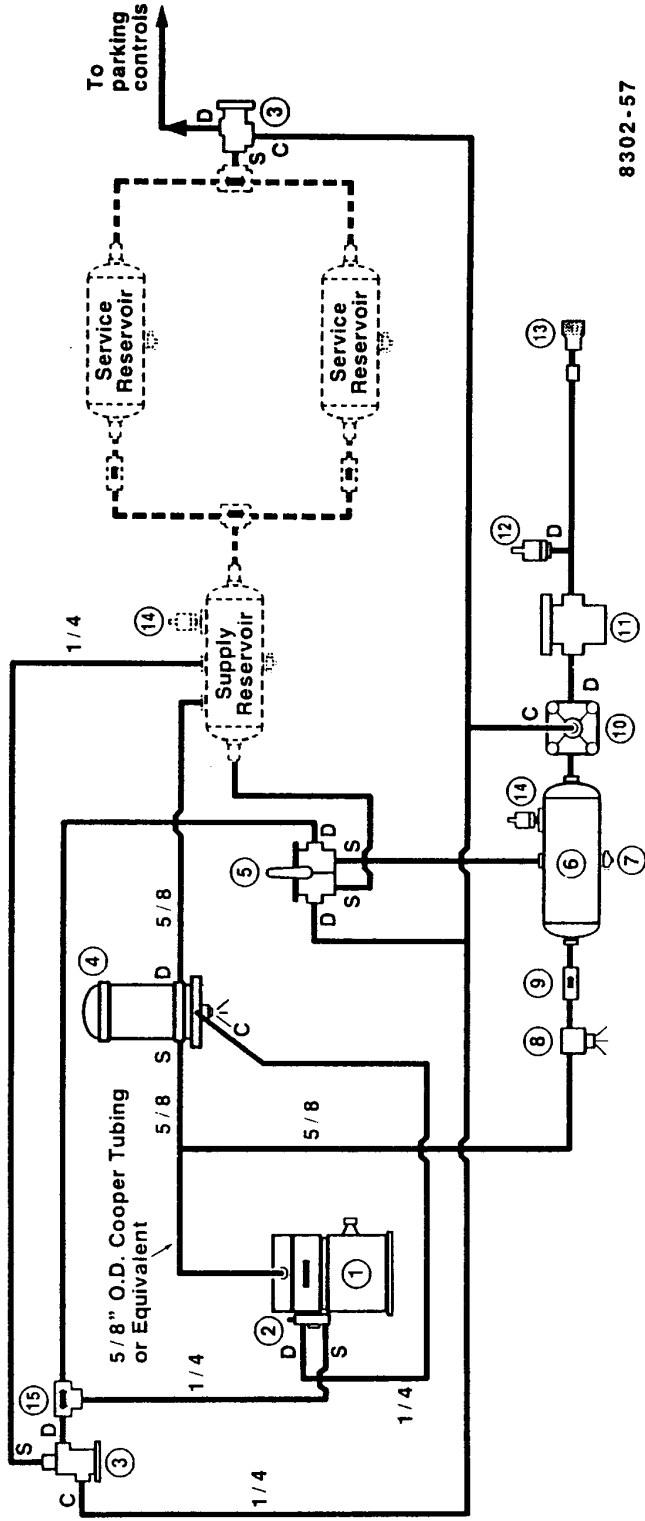 To
parking
controls
D
3
S
C
Service
Reservoir
Service
Reservoir
14
Supply
Reservoir
1/4
5/8
4
D
S
C
5/8
5/8
5/8" O.D. Cooper Tubing
or Equivalent
5
D
S
D
S
1
2
D
S
1/4
1/4
15
D
S
3
C
1/4
13
12
D
11
D
C
10
14
6
7
9
8
8302-57